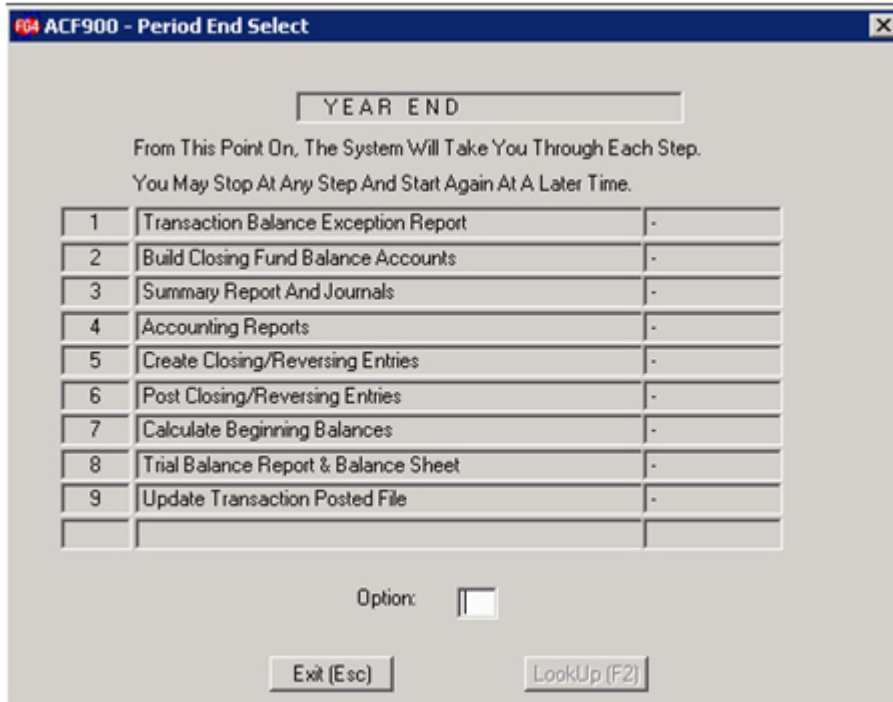 FG4 ACF900 - Period End Select
YEAR END
From This Point On, The System Will Take You Through Each Step.
You May Stop At Any Step And Start Again At A Later Time.
1 Transaction Balance Exception Report -
2 Build Closing Fund Balance Accounts -
3 Summary Report And Journals -
4 Accounting Reports -
5 Create Closing/Reversing Entries -
6 Post Closing/Reversing Entries -
7 Calculate Beginning Balances -
8 Trial Balance Report & Balance Sheet -
9 Update Transaction Posted File -
Option:
Exit (Esc) LookUp (F2)